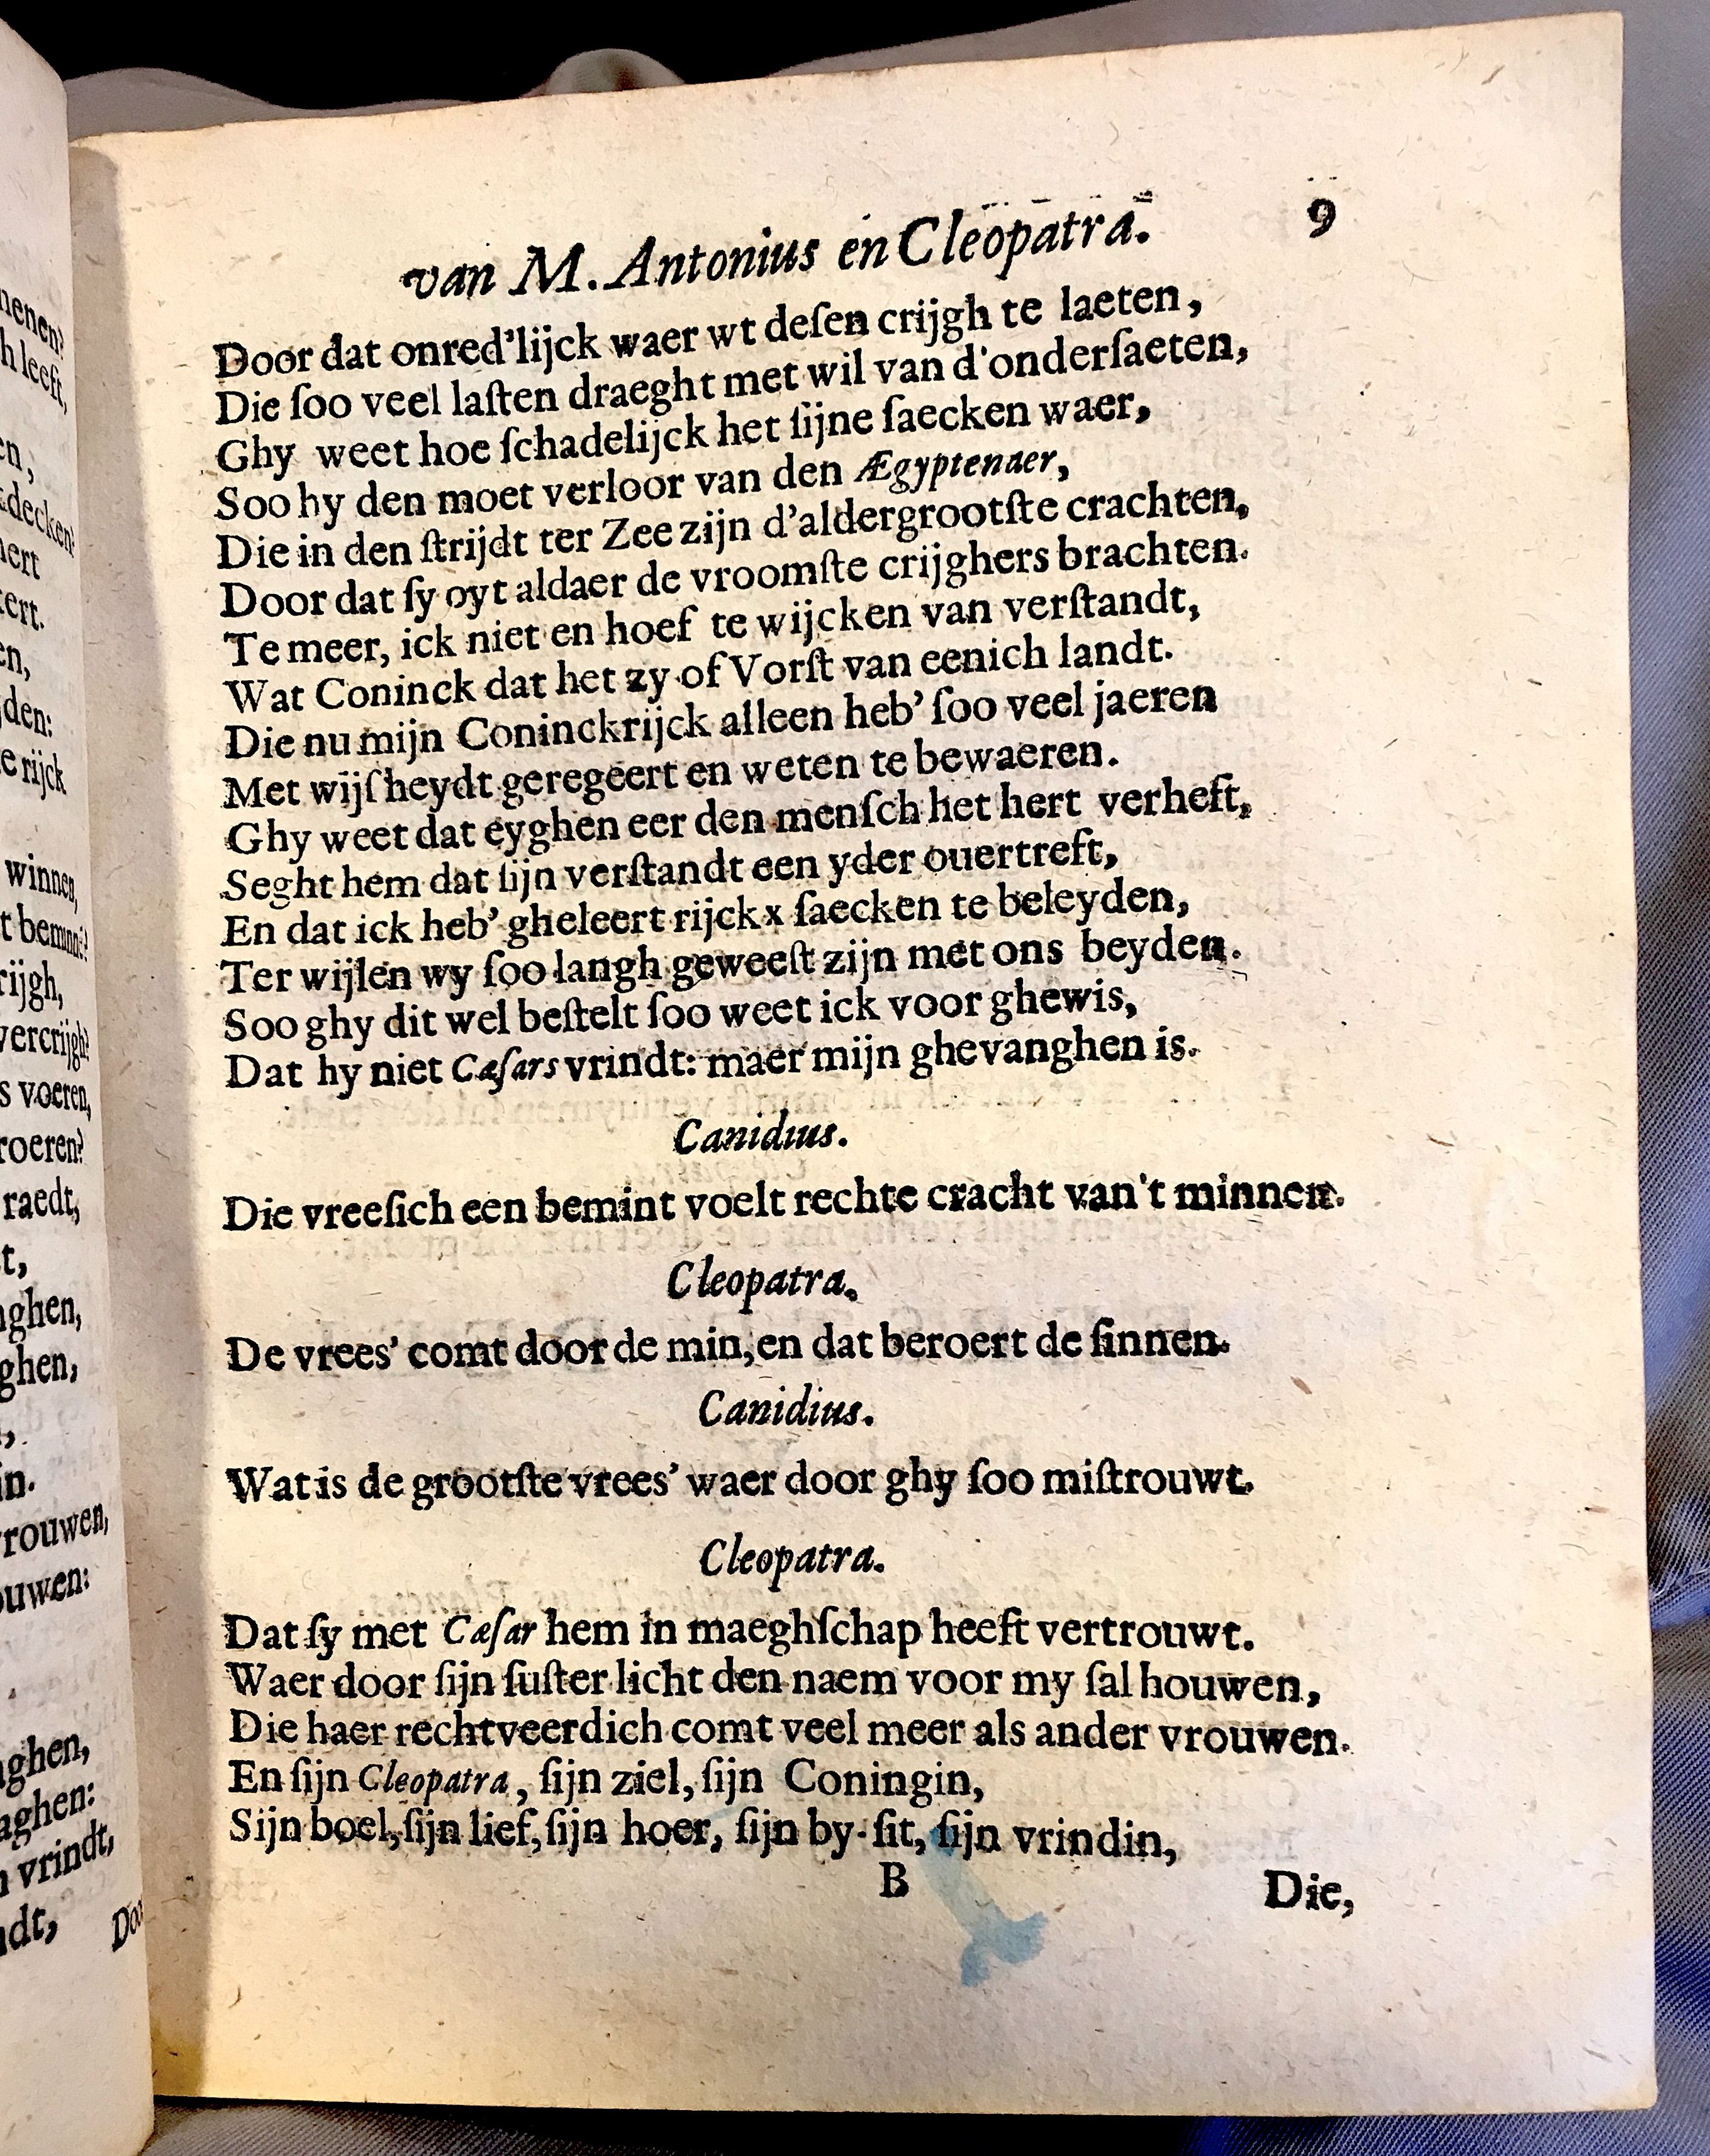 van M. Antonius en Cleopatra. 9
Door dat onred'lijck waer wt deſen crijgh te laeten,
Die ſoo veel laſten draeght met wil van d'onderſaeten,
Ghy weet hoe ſchadelijck het ſijne ſaecken waer,
Soo hy den moet verloor van den Ægyptenaer,
Die in den ſtrijdt ter Zee zijn d'aldergrootſte crachten,
Door dat ſy oyt aldaer de vroomſte crijghers brachten.
Te meer, ick niet en hoef te wijcken van verſtandt,
Wat Coninck dat het zy of Vorſt van eenich landt.
Die nu mijn Coninckrijck alleen heb' ſoo veel jaeren
Met wijſheydt geregeert en weten te bewaeren.
Ghy weet dat eyghen eer den menſch het hert verheft,
Seght hem dat ſijn verſtandt een yder ouertreft,
En dat ick heb' gheleert rijckx ſaecken te beleyden,
Ter wijlen wy ſoo langh geweeſt zijn met ons beyden.
Soo ghy dit wel beſtelt ſoo weet ick voor ghewis,
Dat hy niet Cæſars vrindt: maer mijn ghevanghen is.
Canidius.
Die vreeſich een bemint voelt rechte cracht van't minnen.
Cleopatra.
De vrees' comt door de min, en dat beroert de ſinnen.
Canidius.
Wat is de grootſte vrees' waer door ghy ſoo miſtrouwt.
Cleopatra.
Dat ſy met Cæſar hem in maeghſchap heeft vertrouwt.
Waer door ſijn ſuſter licht den naem voor my ſal houwen,
Die haer rechtveerdich comt veel meer als ander vrouwen.
En ſijn Cleopatra, ſijn ziel, ſijn Coningin,
Sijn boel, ſijn lief, ſijn hoer, ſijn by-ſit, ſijn vrindin,
B Die,